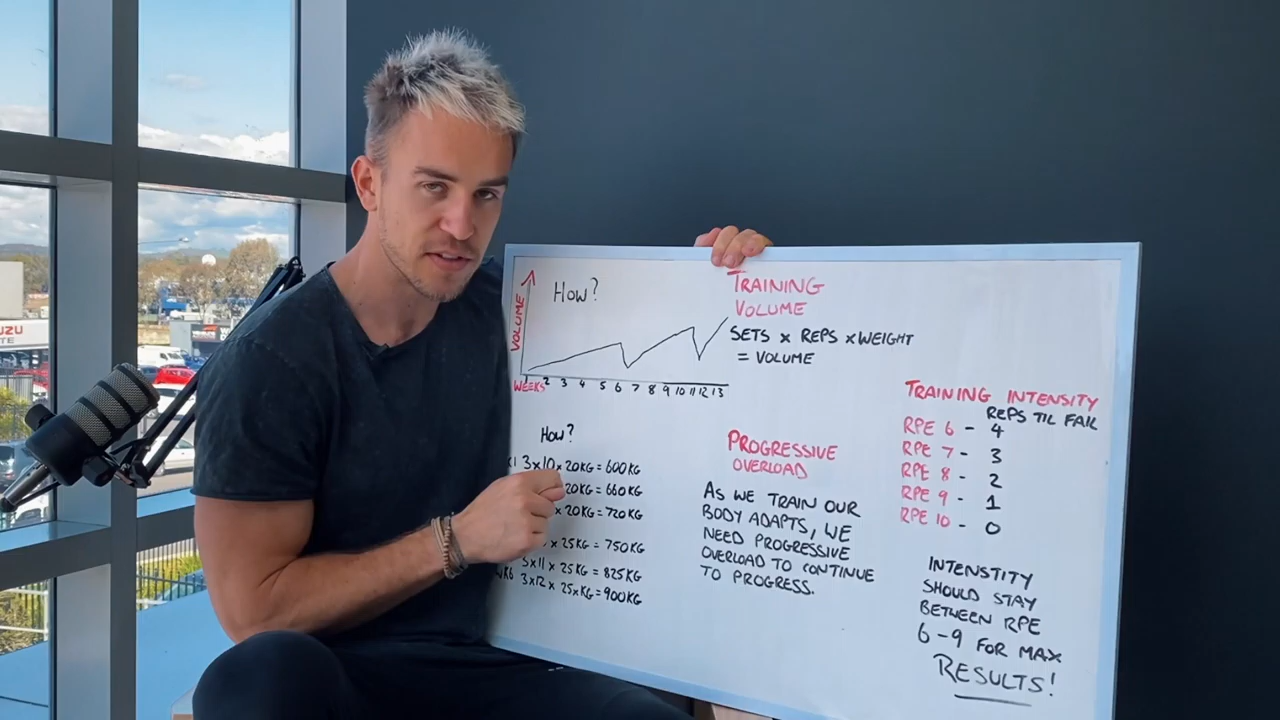 UZU
TE
How?
VOLUME
WEEKS 2 3 4 5 6 7 8 9 10 11 12 13
TRAINING
VOLUME
SETS x REPS x WEIGHT
= VOLUME
How?
3x10x20KG = 600KG
20KG = 660KG
x 20KG = 720KG
x 25KG = 750KG
3x11 x 25KG = 825KG
WK6 3x12 x 25KG = 900KG
PROGRESSIVE
OVERLOAD
AS WE TRAIN OUR
BODY ADAPTS, WE
NEED PROGRESSIVE
OVERLOAD TO CONTINUE
TO PROGRESS.
TRAINING INTENSITY
REPS TIL FAIL
RPE 6 - 4
RPE 7 - 3
RPE 8 - 2
RPE 9 - 1
RPE 10 - 0
INTENSTITY
SHOULD STAY
BETWEEN RPE
6-9 FOR MAX
RESULTS!